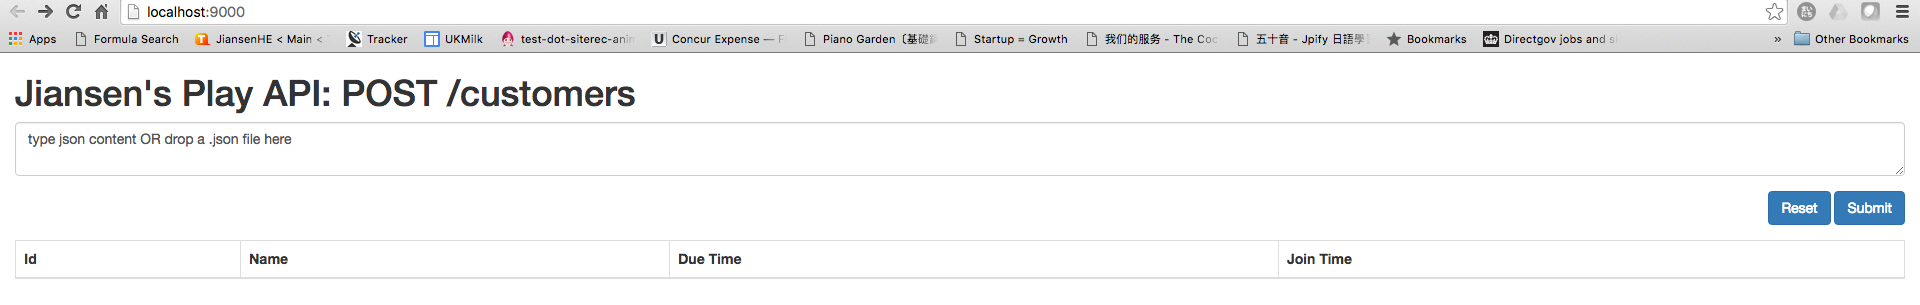 localhost:9000
Apps Formula Search JiansenHE < Main < Tracker UKMilk test-dot-siterec-ani Concur Expense — Piano Garden〔基礎 Startup = Growth 我们的服务 - The Coc 五十音 - Jpify 日語學 Bookmarks Directgov jobs and s » Other Bookmarks
Jiansen's Play API: POST /customers
type json content OR drop a .json file here
Reset Submit
Id Name Due Time Join Time